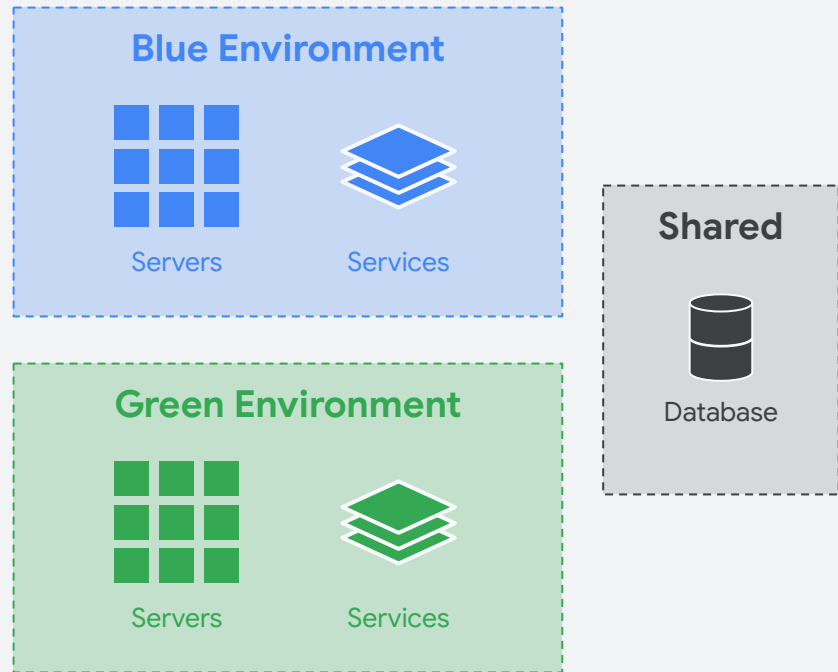 Blue Environment
Servers
Services
Shared
Database
Green Environment
Servers
Services